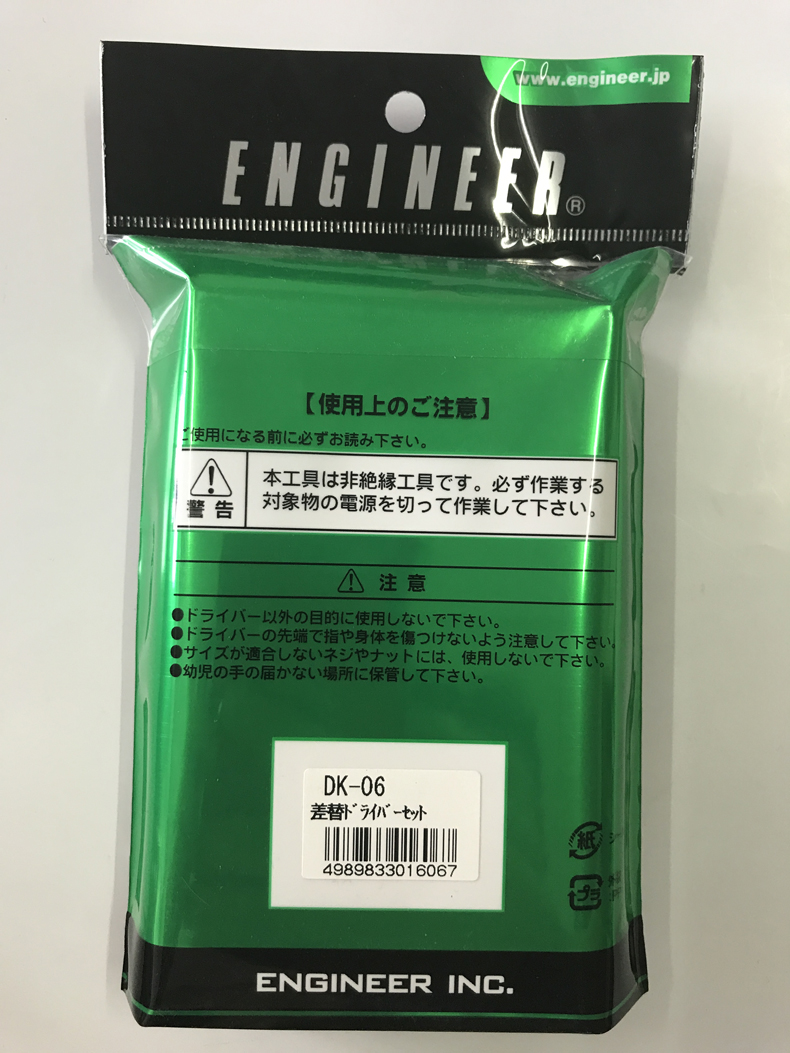 www.engineer.jp
ENGINEER®
【使用上のご注意】
ご使用になる前に必ずお読み下さい。
警告
本工具は非絶縁工具です。必ず作業する
対象物の電源を切って作業して下さい。
注意
●ドライバー以外の目的に使用しないで下さい。
●ドライバーの先端で指や身体を傷つけないよう注意して下さい。
●サイズが適合しないネジやナットには、使用しないで下さい。
●幼児の手の届かない場所に保管して下さい。
DK-06
差替ﾄﾞﾗｲﾊﾞｰｾｯﾄ
4989833016067
紙
プラ
ENGINEER INC.